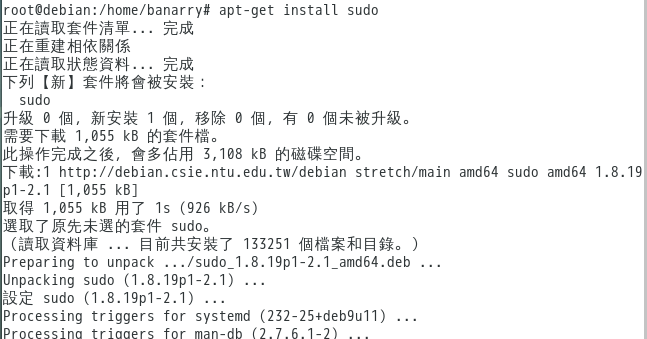 root@debian:/home/banarry# apt-get install sudo
正在讀取套件清單... 完成
正在重建相依關係
正在讀取狀態資料... 完成
下列【新】套件將會被安裝：
  sudo
升級 0 個，新安裝 1 個，移除 0 個，有 0 個未被升級。
需要下載 1,055 kB 的套件檔。
此操作完成之後，會多佔用 3,108 kB 的磁碟空間。
下載:1 http://debian.csie.ntu.edu.tw/debian stretch/main amd64 sudo amd64 1.8.19
p1-2.1 [1,055 kB]
取得 1,055 kB 用了 1s (926 kB/s)
選取了原先未選的套件 sudo。
（讀取資料庫 ... 目前共安裝了 133251 個檔案和目錄。）
Preparing to unpack .../sudo_1.8.19p1-2.1_amd64.deb ...
Unpacking sudo (1.8.19p1-2.1) ...
設定 sudo (1.8.19p1-2.1) ...
Processing triggers for systemd (232-25+deb9u11) ...
Processing triggers for man-db (2.7.6.1-2) ...